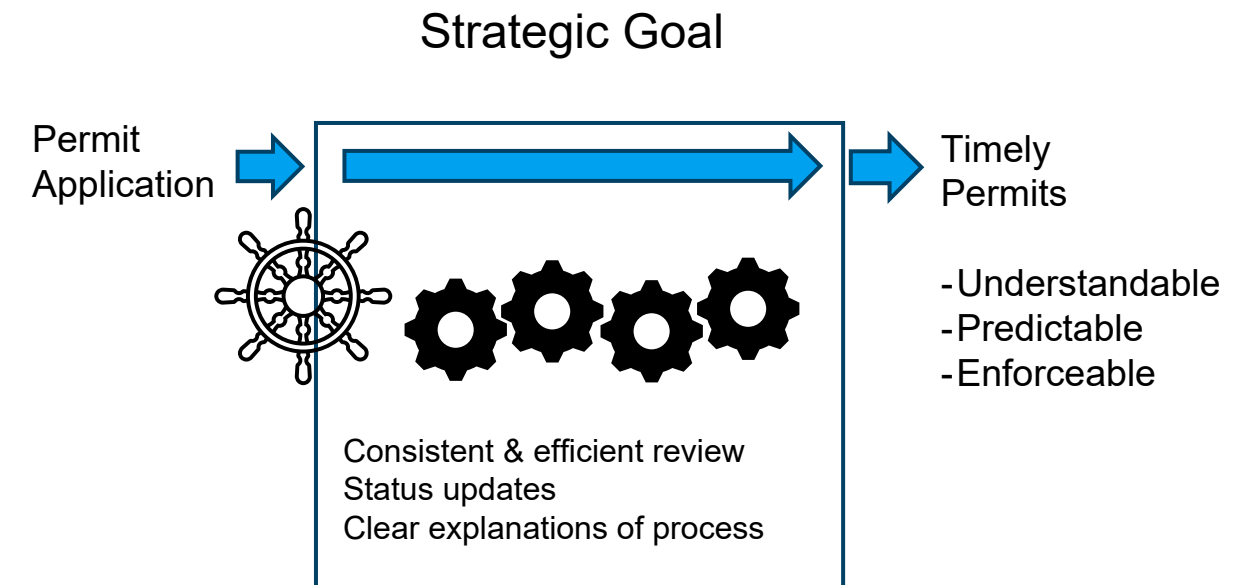 Strategic Goal
Permit
Application
Timely
Permits
-Understandable
-Predictable
-Enforceable
Consistent & efficient review
Status updates
Clear explanations of process